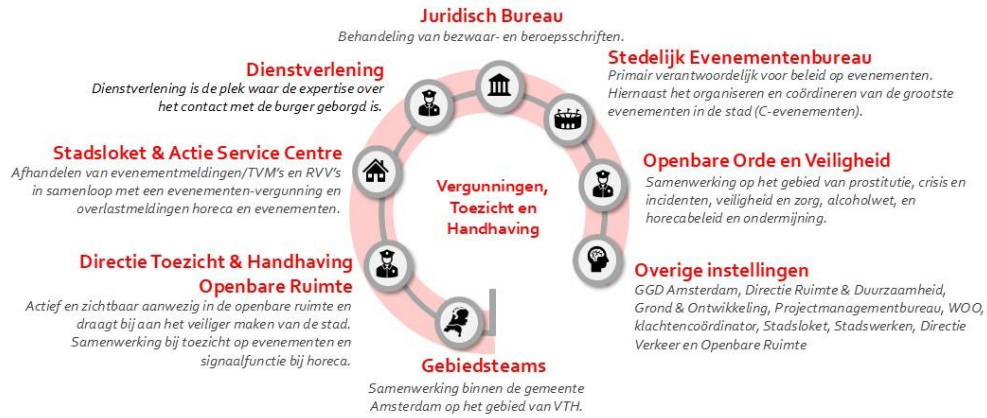 Juridisch Bureau
Behandeling van bezwaar- en beroepsschriften.
Stedelijk Evenementenbureau
Primair verantwoordelijk voor beleid op evenementen.
Hiernaast het organiseren en coördineren van de grootste
evenementen in de stad (C-evenementen).
Dienstverlening
Dienstverlening is de plek waar de expertise over
het contact met de burger geborgd is.
Stadsloket & Actie Service Centre
Afhandelen van evenementmeldingen/TVM's en RVV's
in samenloop met een evenementen-vergunning en
overlastmeldingen horeca en evenementen.
Vergunningen,
Toezicht en
Handhaving
Openbare Orde en Veiligheid
Samenwerking op het gebied van prostitutie, crisis en
incidenten, veiligheid en zorg, alcoholwet, en
horecabeleid en ondermijning.
Directie Toezicht & Handhaving
Openbare Ruimte
Actief en zichtbaar aanwezig in de openbare ruimte en
draagt bij aan het veiliger maken van de stad.
Samenwerking bij toezicht op evenementen en
signaalfunctie bij horeca.
Overige instellingen
GGD Amsterdam, Directie Ruimte & Duurzaamheid,
Grond & Ontwikkeling, Projectmanagementbureau, WOO,
klachtencoördinator, Stadsloket, Stadswerken, Directie
Verkeer en Openbare Ruimte
Gebiedsteams
Samenwerking binnen de gemeente
Amsterdam op het gebied van VTH.